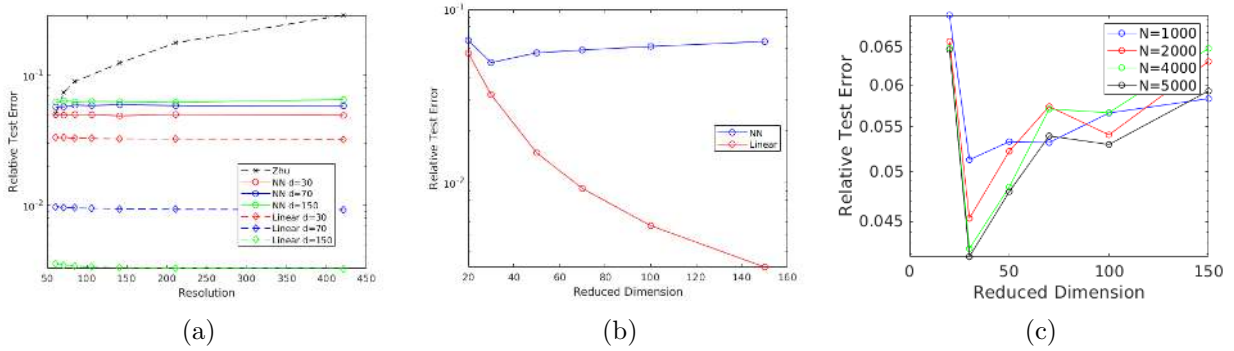 Relative Test Error
10^-1
10^-2
Zhu
NN d=30
NN d=70
NN d=150
Linear d=30
Linear d=70
Linear d=150
50 100 150 200 250 300 350 400 450
Resolution
(a)
Relative Test Error
10^-1
10^-2
NN
Linear
20 40 60 80 100 120 140 160
Reduced Dimension
(b)
Relative Test Error
0.065
0.06
0.055
0.05
0.045
N=1000
N=2000
N=4000
N=5000
0 50 100 150
Reduced Dimension
(c)